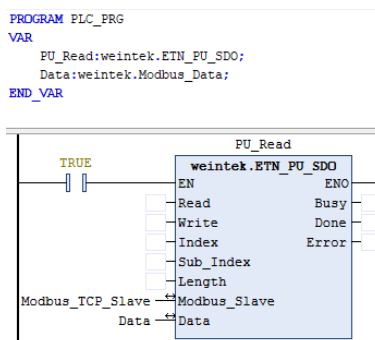 PROGRAM PLC_PRG
VAR
PU_Read:weintek.ETN_PU_SDO;
Data:weintek.Modbus_Data;
END_VAR
PU_Read
TRUE
weintek.ETN_PU_SDO
EN ENO
Read Busy
Write Done
Index Error
Sub_Index
Length
Modbus_TCP_Slave Modbus_Slave
Data Data